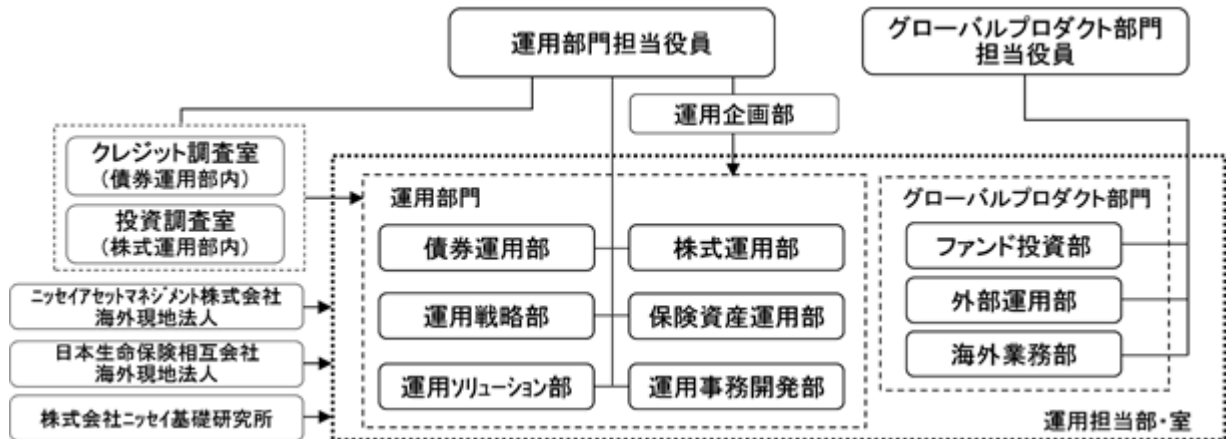 運用部門担当役員
グローバルプロダクト部門
担当役員
運用企画部
クレジット調査室
（債券運用部内）
投資調査室
（株式運用部内）
運用部門
債券運用部
株式運用部
運用戦略部
保険資産運用部
運用ｿﾘｭｰｼｮﾝ部
運用事務開発部
グローバルプロダクト部門
ファンド投資部
外部運用部
海外業務部
ﾆｯｾｲｱｾｯﾄﾏﾈｼﾞﾒﾝﾄ株式会社
海外現地法人
日本生命保険相互会社
海外現地法人
株式会社ﾆｯｾｲ基礎研究所
運用担当部・室